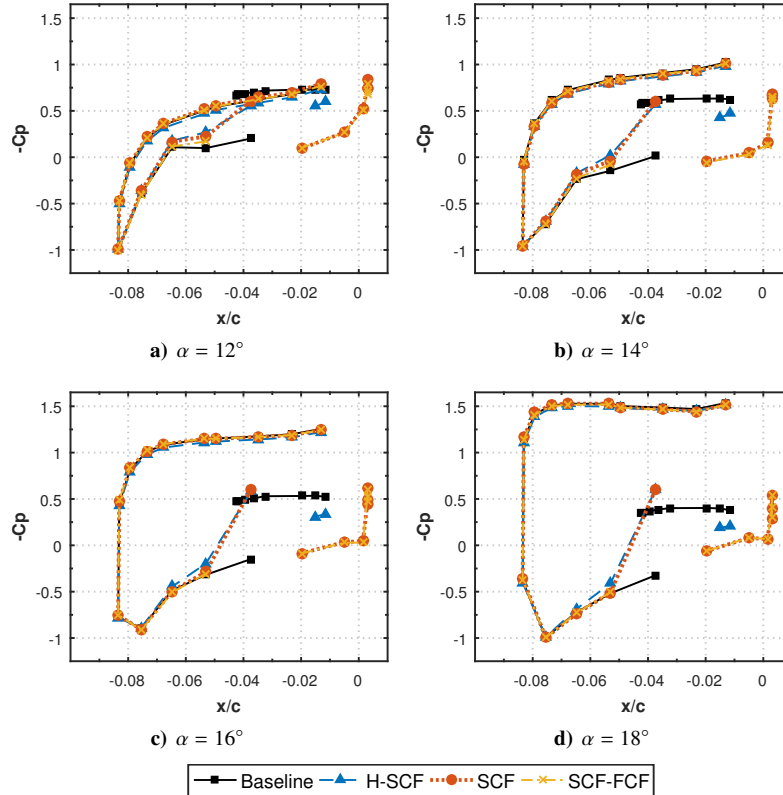 1.5
1
0.5
0
-0.5
-1
-Cp
-0.08 -0.06 -0.04 -0.02 0
x/c
a) α = 12°
1.5
1
0.5
0
-0.5
-1
-Cp
-0.08 -0.06 -0.04 -0.02 0
x/c
b) α = 14°
1.5
1
0.5
0
-0.5
-1
-Cp
-0.08 -0.06 -0.04 -0.02 0
x/c
c) α = 16°
1.5
1
0.5
0
-0.5
-1
-Cp
-0.08 -0.06 -0.04 -0.02 0
x/c
d) α = 18°
Baseline H-SCF SCF SCF-FCF